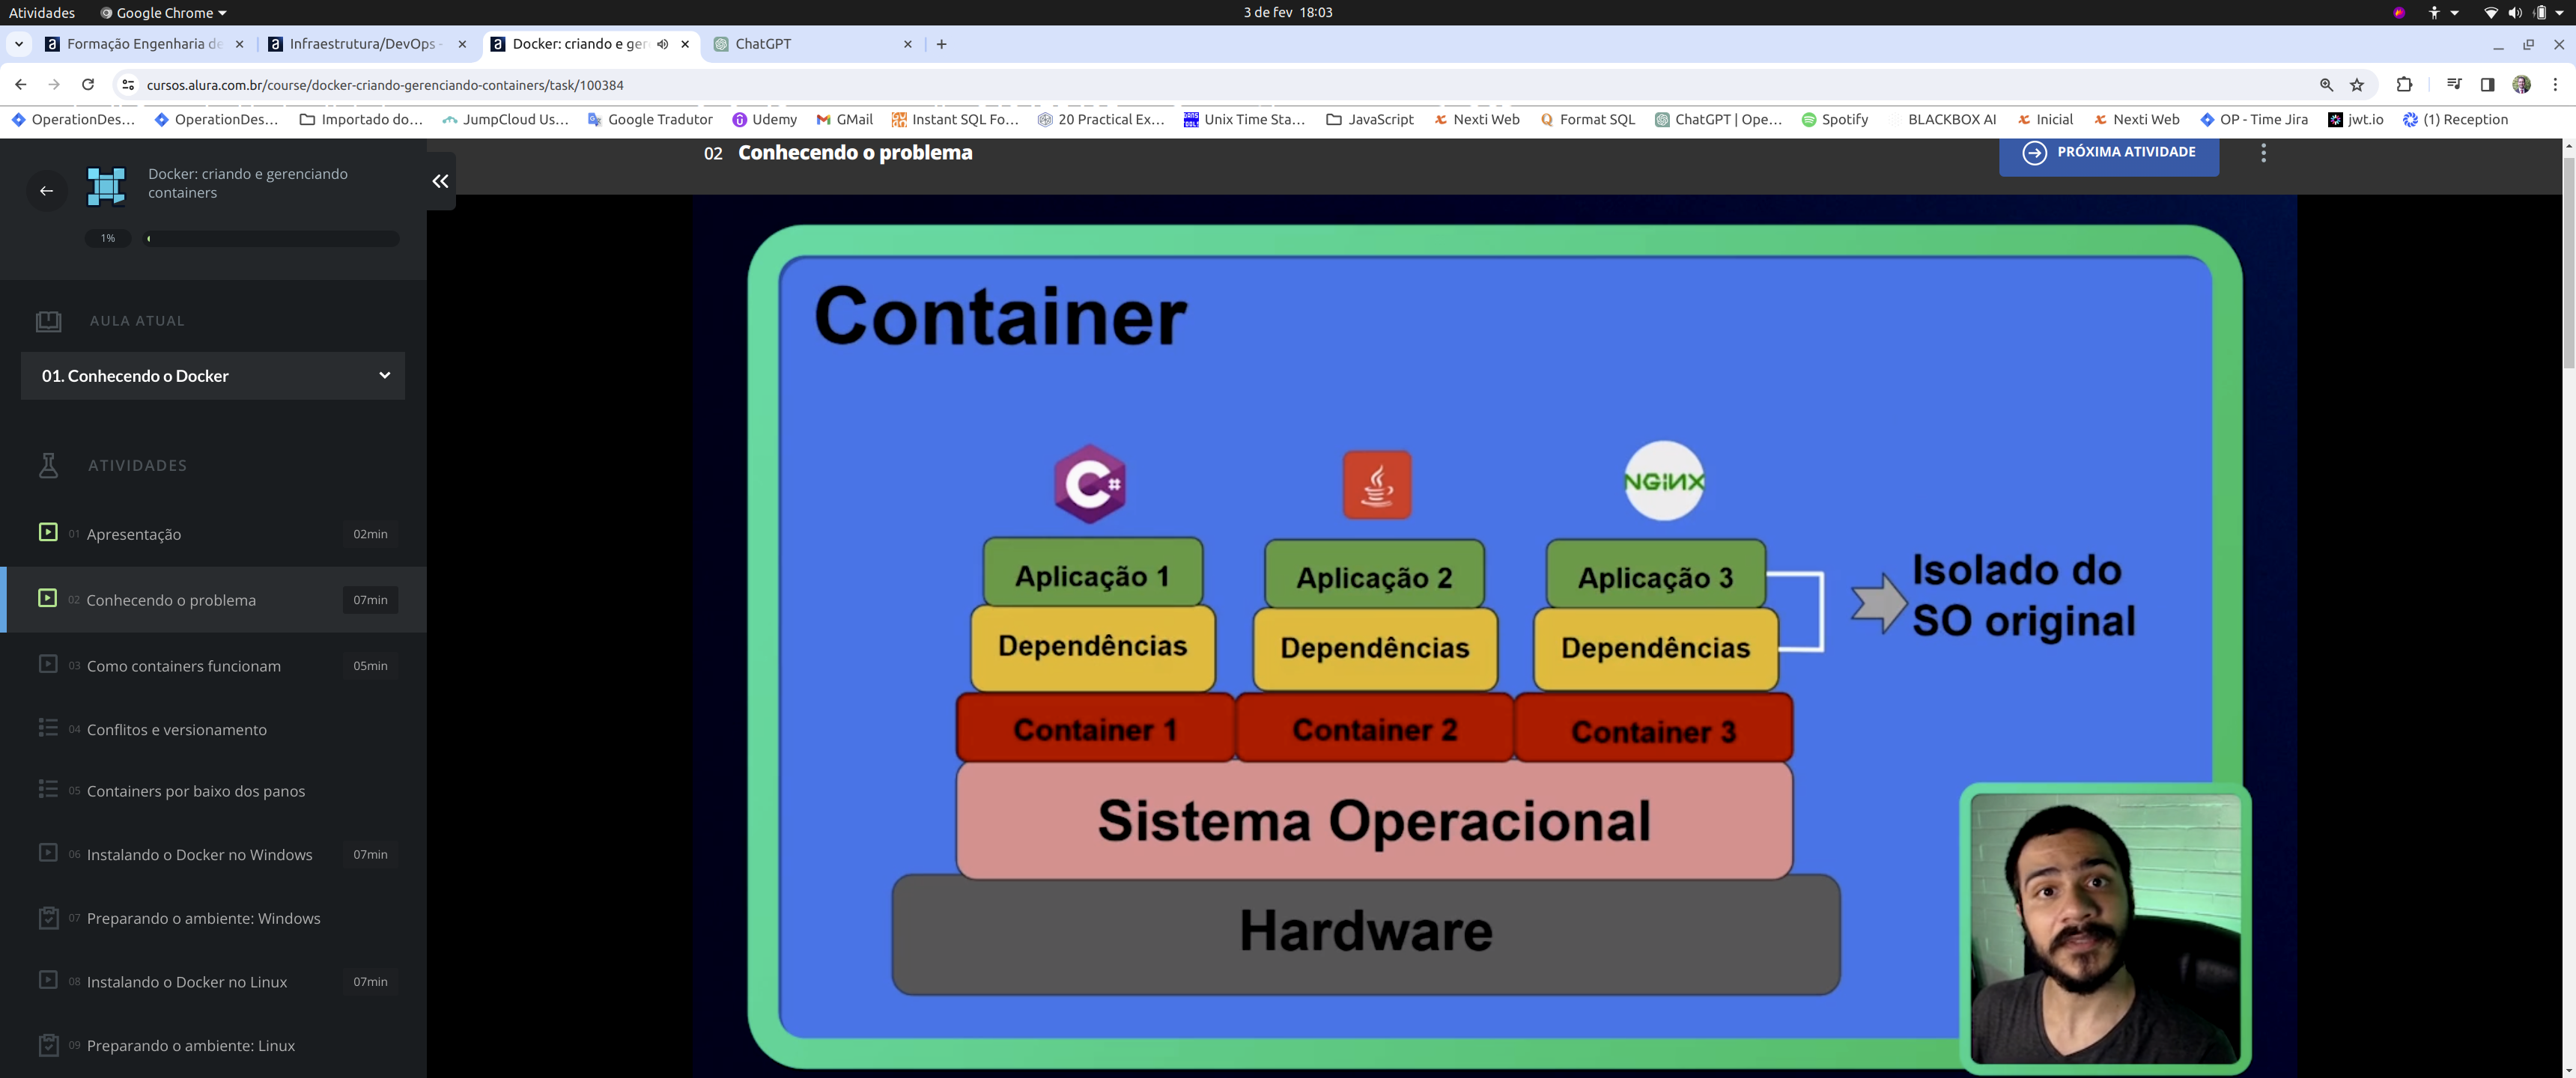 Atividades
Google Chrome
3 de fev 18:03
Formação Engenharia de
Infraestrutura/DevOps -
Docker: criando e ger
ChatGPT
cursos.alura.com.br/course/docker-criando-gerenciando-containers/task/100384
OperationDes...
OperationDes...
Importado do...
JumpCloud Us...
Google Tradutor
Udemy
GMail
Instant SQL Fo...
20 Practical Ex...
Unix Time Sta...
JavaScript
Nexti Web
Format SQL
ChatGPT | Ope...
Spotify
BLACKBOX AI
Inicial
Nexti Web
OP - Time Jira
jwt.io
(1) Reception
Docker: criando e gerenciando
containers
1%
AULA ATUAL
01. Conhecendo o Docker
ATIVIDADES
01 Apresentação 02min
02 Conhecendo o problema 07min
03 Como containers funcionam 05min
04 Conflitos e versionamento
05 Containers por baixo dos panos
06 Instalando o Docker no Windows 07min
07 Preparando o ambiente: Windows
08 Instalando o Docker no Linux 07min
09 Preparando o ambiente: Linux
02 Conhecendo o problema
PRÓXIMA ATIVIDADE
Container
C#
NGINX
Aplicação 1
Aplicação 2
Aplicação 3
Isolado do
SO original
Dependências
Dependências
Dependências
Container 1
Container 2
Container 3
Sistema Operacional
Hardware